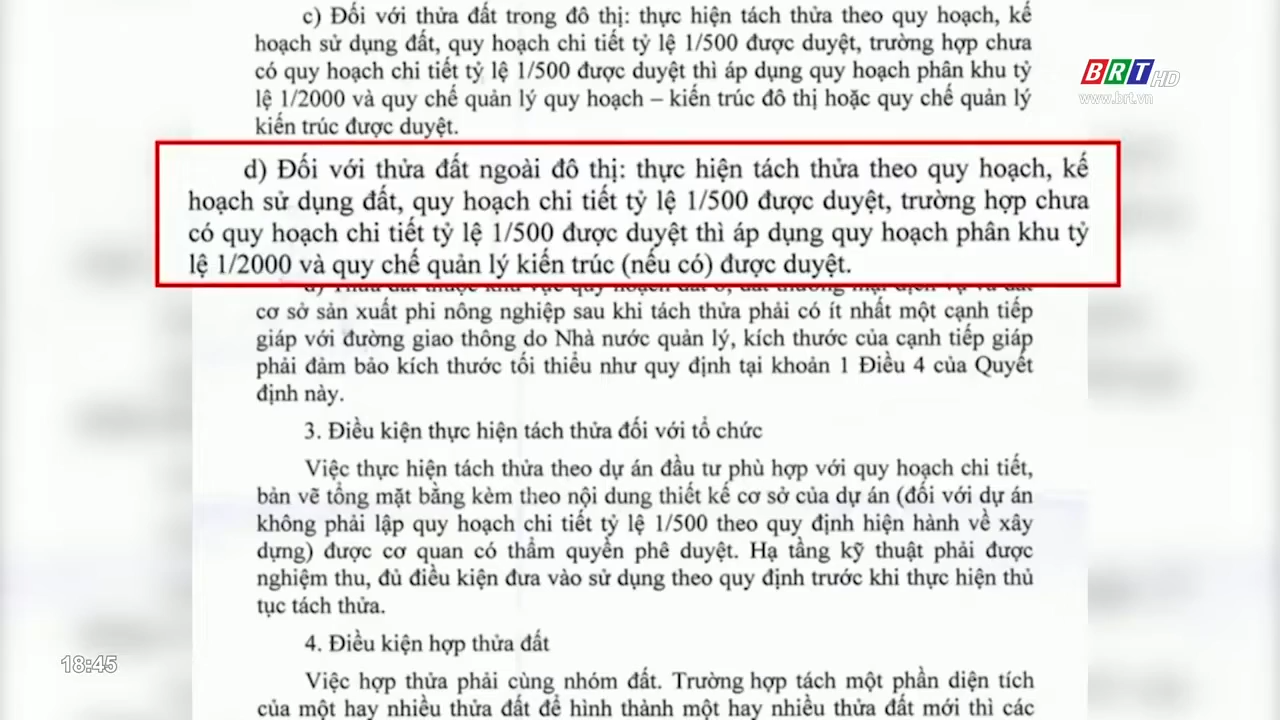 c) Đối với thửa đất trong đô thị: thực hiện tách thửa theo quy hoạch, kế
hoạch sử dụng đất, quy hoạch chi tiết tỷ lệ 1/500 được duyệt, trường hợp chưa
có quy hoạch chi tiết tỷ lệ 1/500 được duyệt thì áp dụng quy hoạch phân khu tỷ
lệ 1/2000 và quy chế quản lý quy hoạch – kiến trúc đô thị hoặc quy chế quản lý
kiến trúc được duyệt.
BRT HD
www.brt.vn
d) Đối với thửa đất ngoài đô thị: thực hiện tách thửa theo quy hoạch, kế
hoạch sử dụng đất, quy hoạch chi tiết tỷ lệ 1/500 được duyệt, trường hợp chưa
có quy hoạch chi tiết tỷ lệ 1/500 được duyệt thì áp dụng quy hoạch phân khu tỷ
lệ 1/2000 và quy chế quản lý kiến trúc (nếu có) được duyệt.
cơ sở sản xuất phi nông nghiệp sau khi tách thửa phải có ít nhất một cạnh tiếp
giáp với đường giao thông do Nhà nước quản lý, kích thước của cạnh tiếp giáp
phải đảm bảo kích thước tối thiểu như quy định tại khoản 1 Điều 4 của Quyết
định này.
3. Điều kiện thực hiện tách thửa đối với tổ chức
Việc thực hiện tách thửa theo dự án đầu tư phù hợp với quy hoạch chi tiết,
bản vẽ tổng mặt bằng kèm theo nội dung thiết kế cơ sở của dự án (đối với dự án
không phải lập quy hoạch chi tiết tỷ lệ 1/500 theo quy định hiện hành về xây
dựng) được cơ quan có thẩm quyền phê duyệt. Hạ tầng kỹ thuật phải được
nghiệm thu, đủ điều kiện đưa vào sử dụng theo quy định trước khi thực hiện thủ
tục tách thửa.
4. Điều kiện hợp thửa đất
18:45
Việc hợp thửa phải cùng nhóm đất. Trường hợp tách một phần diện tích
của một hay nhiều thửa đất để hình thành một hay nhiều thửa đất mới thì các